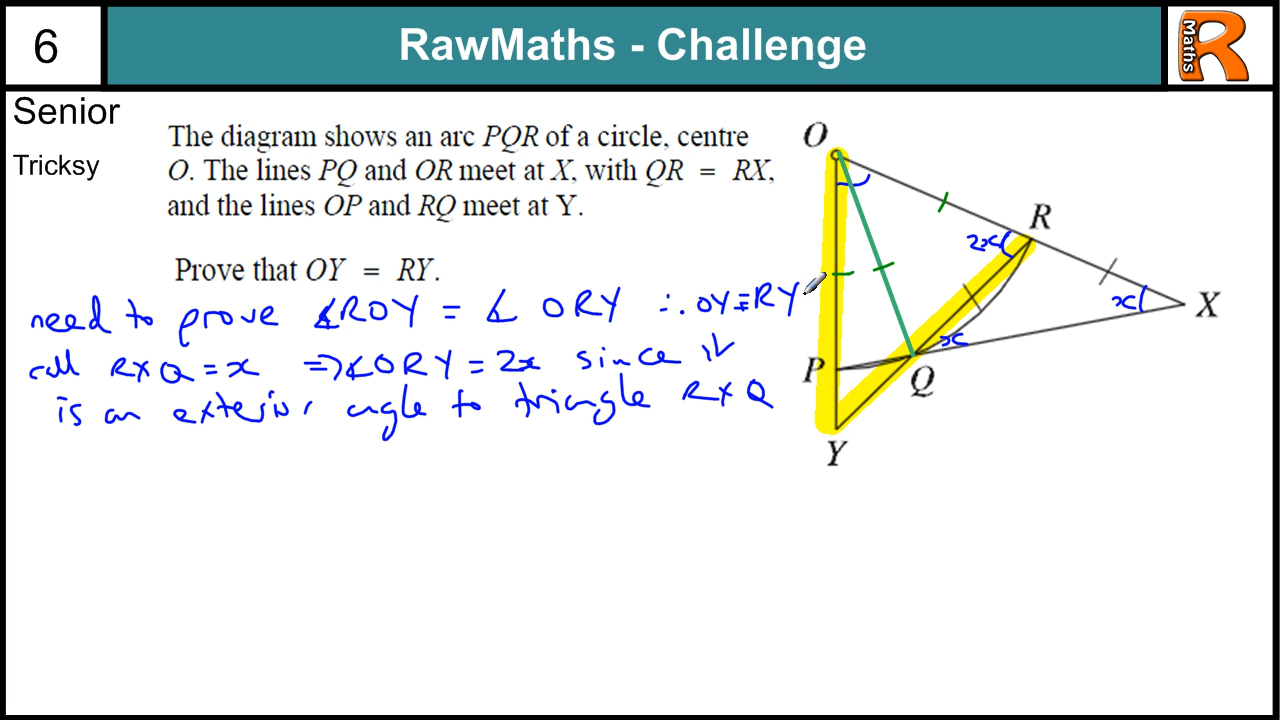 6
RawMaths - Challenge
Maths
R
Senior
Tricksy
The diagram shows an arc PQR of a circle, centre
O. The lines PQ and OR meet at X, with QR = RX,
and the lines OP and RQ meet at Y.
Prove that OY = RY.
need to prove ∡ROY = ∡ ORY ∴ OY=RY
call RXQ = x ⇒ ∡ORY = 2x since it
is an exterior angle to triangle RXQ
O
R
2x
x
X
x
P
Q
Y